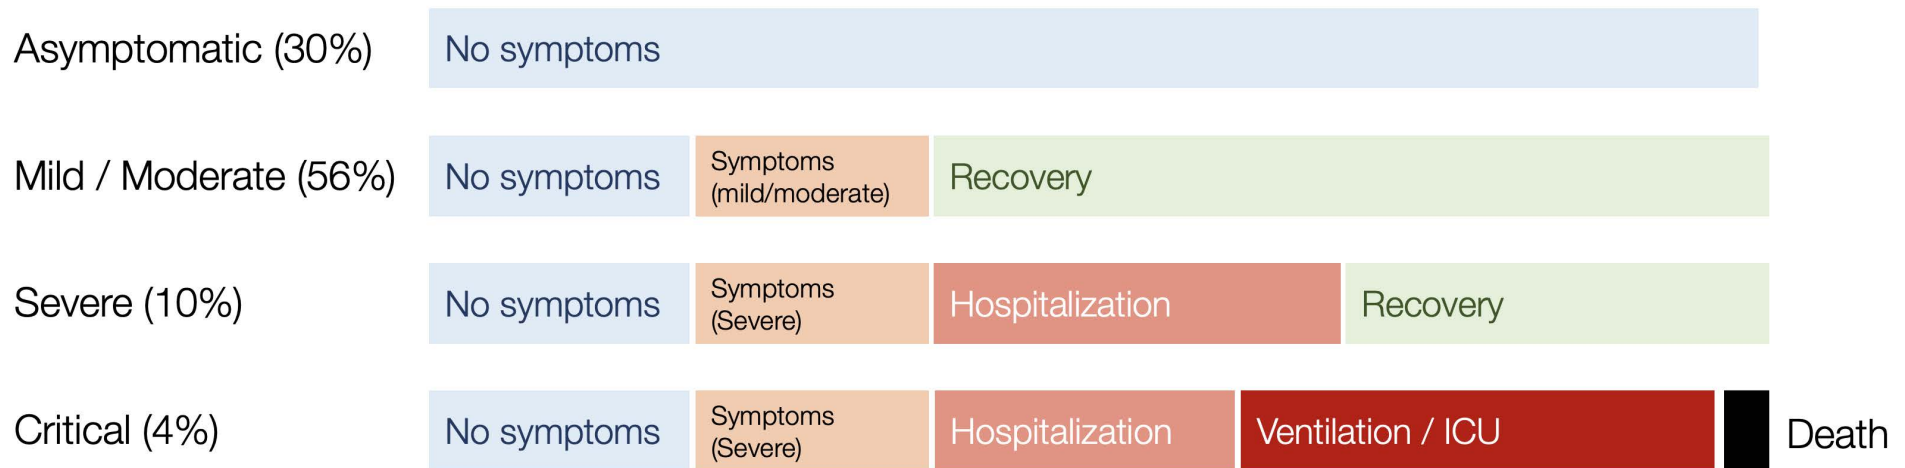 Asymptomatic (30%)
No symptoms
Mild / Moderate (56%)
No symptoms
Symptoms
(mild/moderate)
Recovery
Severe (10%)
No symptoms
Symptoms
(Severe)
Hospitalization
Recovery
Critical (4%)
No symptoms
Symptoms
(Severe)
Hospitalization
Ventilation / ICU
Death